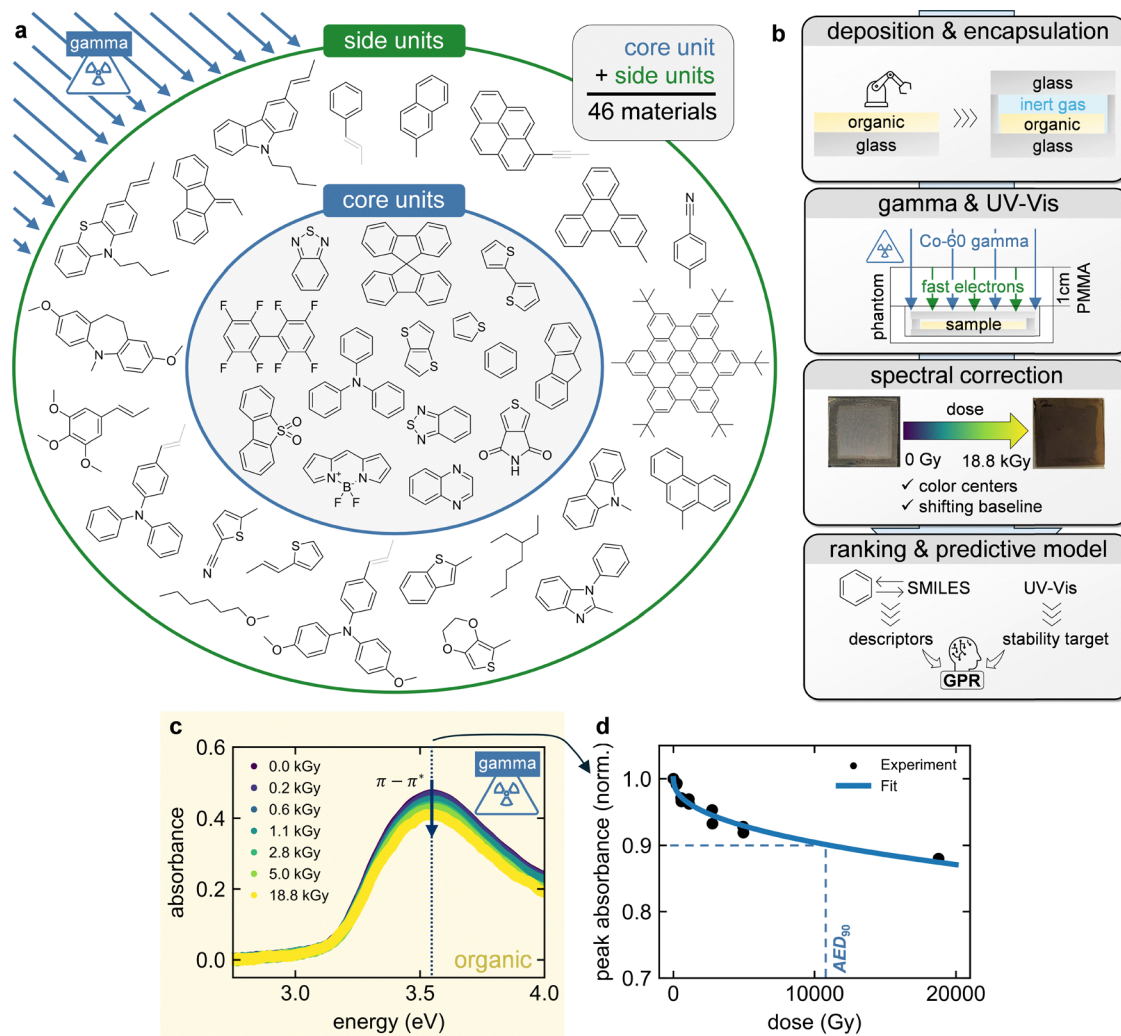 a
gamma
side units
core unit
+ side units
46 materials
core units
S
N
N
S
N
N
S
S
S
F F F F
F F F F
S
S
S
N
S
O
O
N
S
N
S
O
N
H
O
N
N
N
N+
B-
F F
O
N
O
O
O
O
N
N
S
N
S
S
N
N
N
O
N
O
O
O
O
S
b
deposition & encapsulation
organic
glass
glass
inert gas
organic
glass
gamma & UV-Vis
Co-60 gamma
fast electrons
phantom
sample
1cm
PMMA
spectral correction
dose
0 Gy 18.8 kGy
✓ color centers
✓ shifting baseline
ranking & predictive model
SMILES
UV-Vis
descriptors
stability target
GPR
c
absorbance
0.6
0.4
0.2
0.0
0.0 kGy
0.2 kGy
0.6 kGy
1.1 kGy
2.8 kGy
5.0 kGy
18.8 kGy
π − π*
gamma
organic
3.0 3.5 4.0
energy (eV)
d
peak absorbance (norm.)
1.0
0.9
0.8
0.7
Experiment
Fit
AED90
0 10000 20000
dose (Gy)